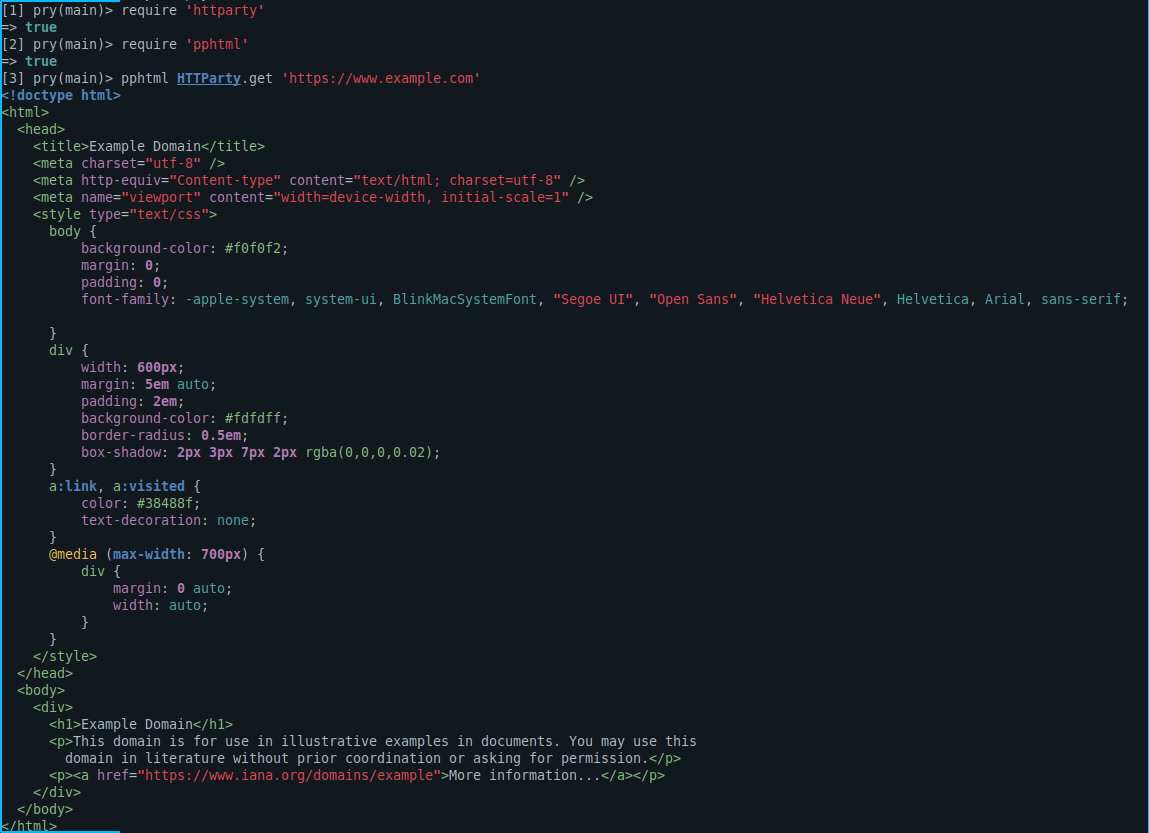 [1] pry(main)> require 'httparty'
=> true
[2] pry(main)> require 'pphtml'
=> true
[3] pry(main)> pphtml HTTParty.get 'https://www.example.com'
<!doctype html>
<html>
  <head>
    <title>Example Domain</title>
    <meta charset="utf-8" />
    <meta http-equiv="Content-type" content="text/html; charset=utf-8" />
    <meta name="viewport" content="width=device-width, initial-scale=1" />
    <style type="text/css">
      body {
          background-color: #f0f0f2;
          margin: 0;
          padding: 0;
          font-family: -apple-system, system-ui, BlinkMacSystemFont, "Segoe UI", "Open Sans", "Helvetica Neue", Helvetica, Arial, sans-serif;

      }
      div {
          width: 600px;
          margin: 5em auto;
          padding: 2em;
          background-color: #fdfdff;
          border-radius: 0.5em;
          box-shadow: 2px 3px 7px 2px rgba(0,0,0,0.02);
      }
      a:link, a:visited {
          color: #38488f;
          text-decoration: none;
      }
      @media (max-width: 700px) {
          div {
              margin: 0 auto;
              width: auto;
          }
      }
    </style>
  </head>
  <body>
    <div>
      <h1>Example Domain</h1>
      <p>This domain is for use in illustrative examples in documents. You may use this
        domain in literature without prior coordination or asking for permission.</p>
      <p><a href="https://www.iana.org/domains/example">More information...</a></p>
    </div>
  </body>
</html>